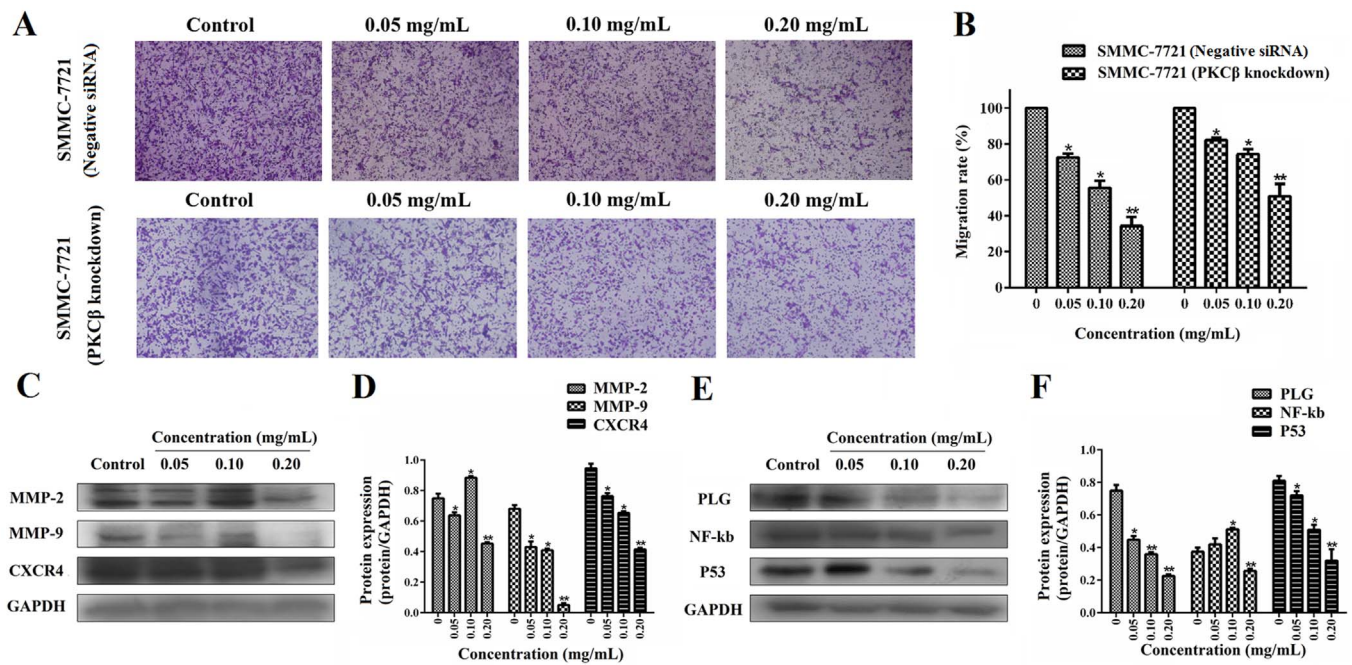 A
Control
0.05 mg/mL
0.10 mg/mL
0.20 mg/mL
SMMC-7721
(Negative siRNA)
Control
0.05 mg/mL
0.10 mg/mL
0.20 mg/mL
SMMC-7721
(PKCβ knockdown)
B
SMMC-7721 (Negative siRNA)
SMMC-7721 (PKCβ knockdown)
Migration rate (%)
100
80
60
40
20
0
* * ** * * **
0 0.05 0.10 0.20 0 0.05 0.10 0.20
Concentration (mg/mL)
C
Concentration (mg/mL)
Control 0.05 0.10 0.20
MMP-2
MMP-9
CXCR4
GAPDH
D
MMP-2
MMP-9
CXCR4
Protein expression
(protein/GAPDH)
1.0
0.8
0.6
0.4
0.2
0.0
* * ** * * ** * * **
0 0.05 0.10 0.20 0 0.05 0.10 0.20 0 0.05 0.10 0.20
Concentration (mg/mL)
E
Concentration (mg/mL)
Control 0.05 0.10 0.20
PLG
NF-kb
P53
GAPDH
F
PLG
NF-kb
P53
Protein expression
(protein/GAPDH)
1.0
0.8
0.6
0.4
0.2
0.0
* ** ** * ** * * **
0 0.05 0.10 0.20 0 0.05 0.10 0.20 0 0.05 0.10 0.20
Concentration (mg/mL)